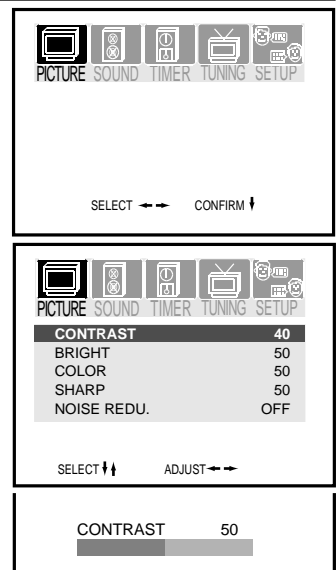 PICTURE SOUND TIMER TUNING SETUP
SELECT CONFIRM
PICTURE SOUND TIMER TUNING SETUP
CONTRAST 40
BRIGHT 50
COLOR 50
SHARP 50
NOISE REDU. OFF
SELECT ADJUST
CONTRAST 50